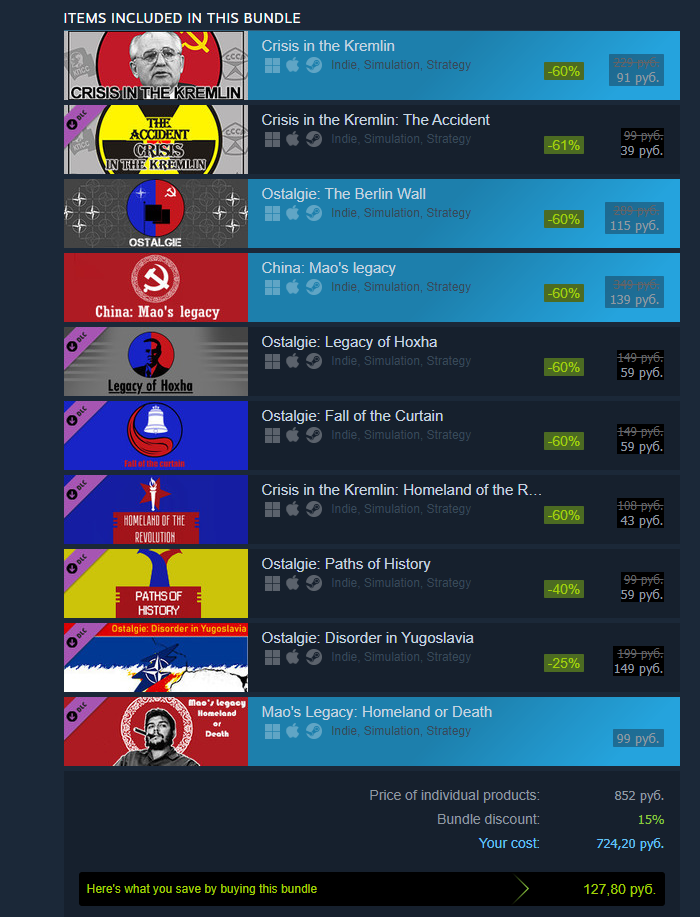 ITEMS INCLUDED IN THIS BUNDLE
КПСС
СССР
CRISIS IN THE KREMLIN
Crisis in the Kremlin
Indie, Simulation, Strategy
-60%
229 руб.
91 руб.
DLC
THE
ACCIDENT
CRISIS
IN THE KREMLIN
Crisis in the Kremlin: The Accident
Indie, Simulation, Strategy
-61%
99 руб.
39 руб.
OSTALGIE
Ostalgie: The Berlin Wall
Indie, Simulation, Strategy
-60%
289 руб.
115 руб.
China: Mao's legacy
China: Mao's legacy
Indie, Simulation, Strategy
-60%
349 руб.
139 руб.
DLC
Legacy of Hoxha
Ostalgie: Legacy of Hoxha
Indie, Simulation, Strategy
-60%
149 руб.
59 руб.
DLC
Fall of the curtain
Ostalgie: Fall of the Curtain
Indie, Simulation, Strategy
-60%
149 руб.
59 руб.
DLC
HOMELAND OF THE
REVOLUTION
Crisis in the Kremlin: Homeland of the R...
Indie, Simulation, Strategy
-60%
108 руб.
43 руб.
DLC
PATHS OF
HISTORY
Ostalgie: Paths of History
Indie, Simulation, Strategy
-40%
99 руб.
59 руб.
DLC
Ostalgie: Disorder in Yugoslavia
Ostalgie: Disorder in Yugoslavia
Indie, Simulation, Strategy
-25%
199 руб.
149 руб.
DLC
Mao's Legacy
Homeland
or
Death
Mao's Legacy: Homeland or Death
Indie, Simulation, Strategy
99 руб.
Price of individual products: 852 руб.
Bundle discount: 15%
Your cost: 724,20 руб.
Here's what you save by buying this bundle 127,80 руб.